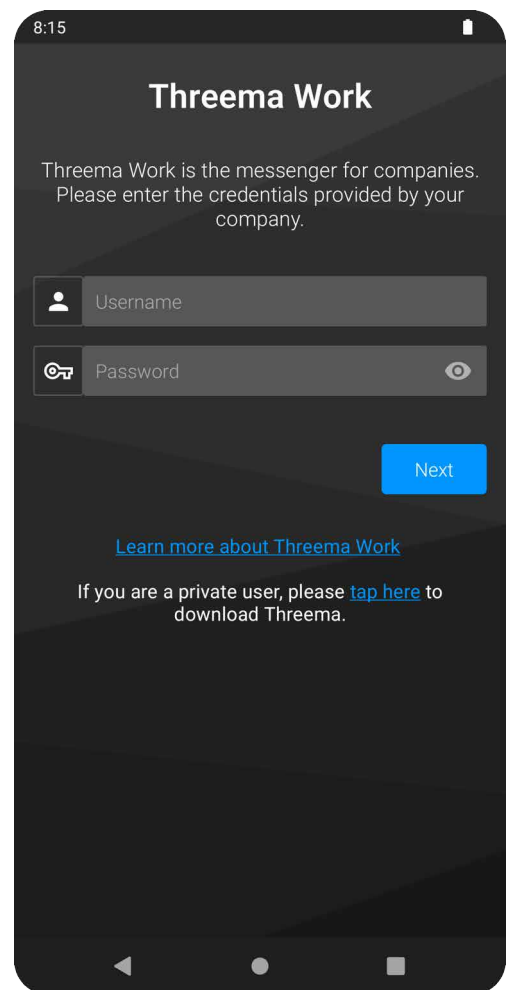 8:15
Threema Work
Threema Work is the messenger for companies.
Please enter the credentials provided by your
company.
Username
Password
Next
Learn more about Threema Work
If you are a private user, please tap here to
download Threema.